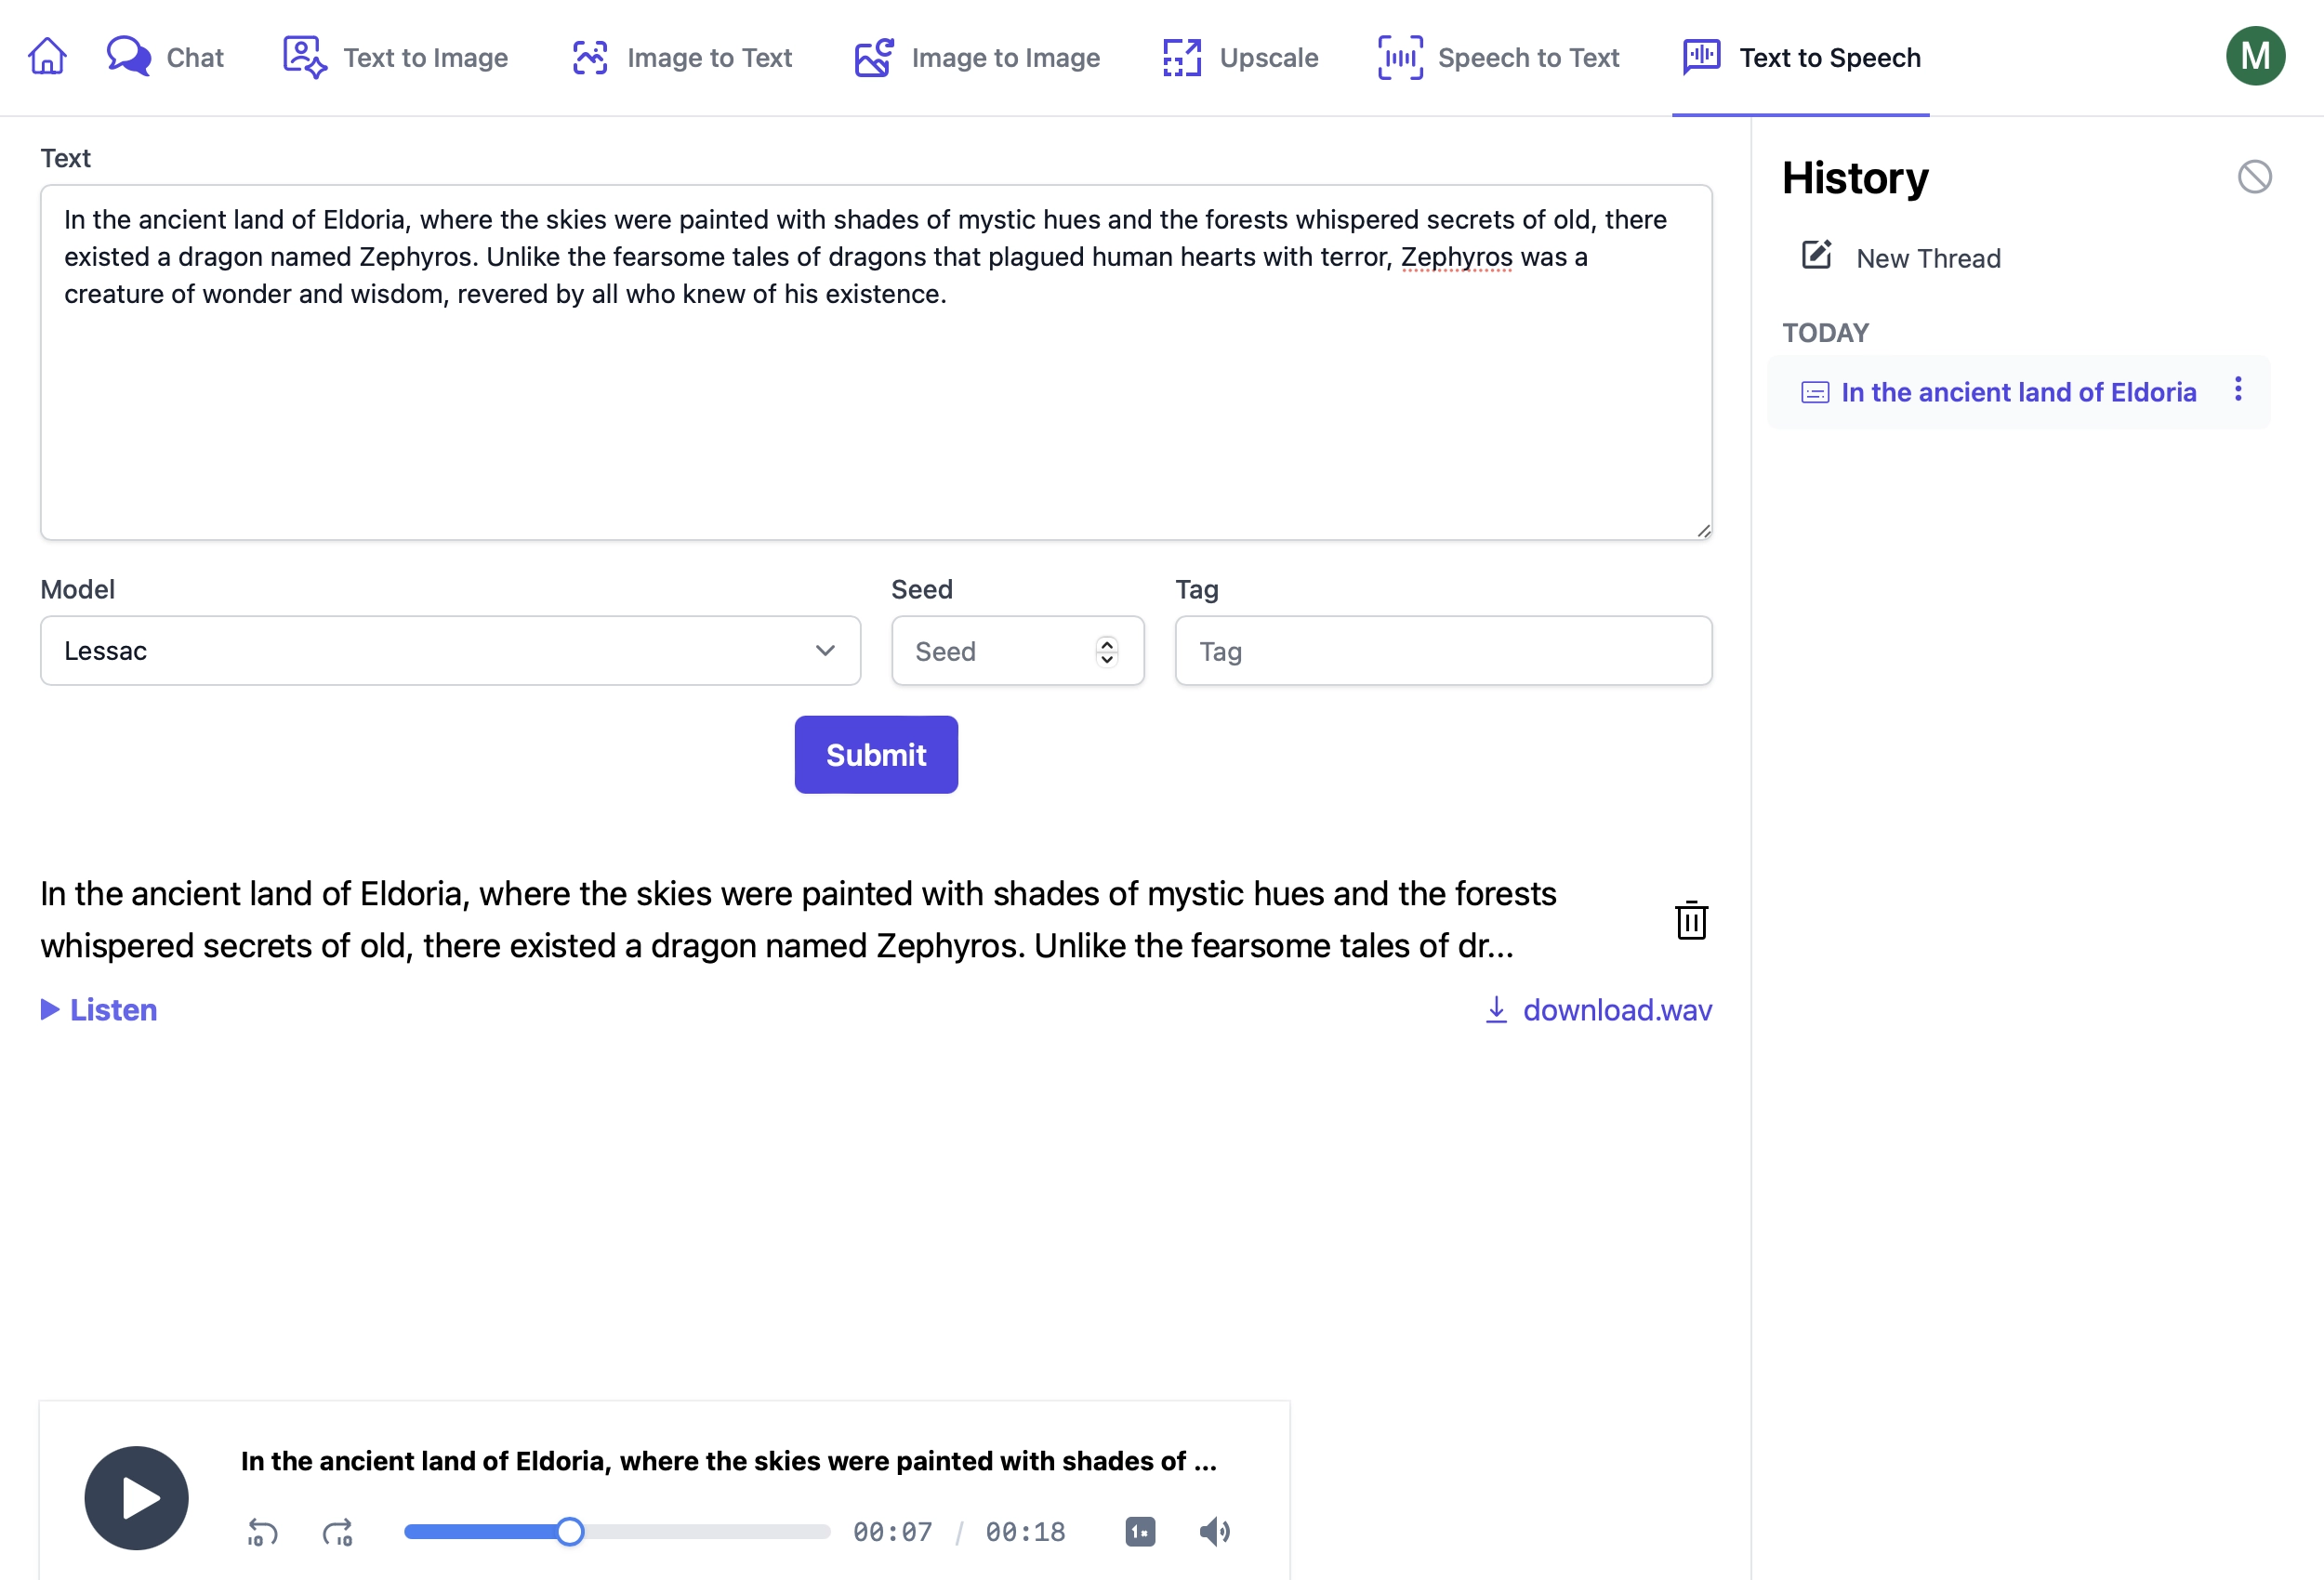 Chat
Text to Image
Image to Text
Image to Image
Upscale
Speech to Text
Text to Speech
M
Text
In the ancient land of Eldoria, where the skies were painted with shades of mystic hues and the forests whispered secrets of old, there
existed a dragon named Zephyros. Unlike the fearsome tales of dragons that plagued human hearts with terror, Zephyros was a
creature of wonder and wisdom, revered by all who knew of his existence.
Model
Seed
Tag
Lessac
Seed
Tag
Submit
In the ancient land of Eldoria, where the skies were painted with shades of mystic hues and the forests
whispered secrets of old, there existed a dragon named Zephyros. Unlike the fearsome tales of dr...
Listen
download.wav
In the ancient land of Eldoria, where the skies were painted with shades of ...
10
10
00:07 / 00:18
1x
History
New Thread
TODAY
In the ancient land of Eldoria